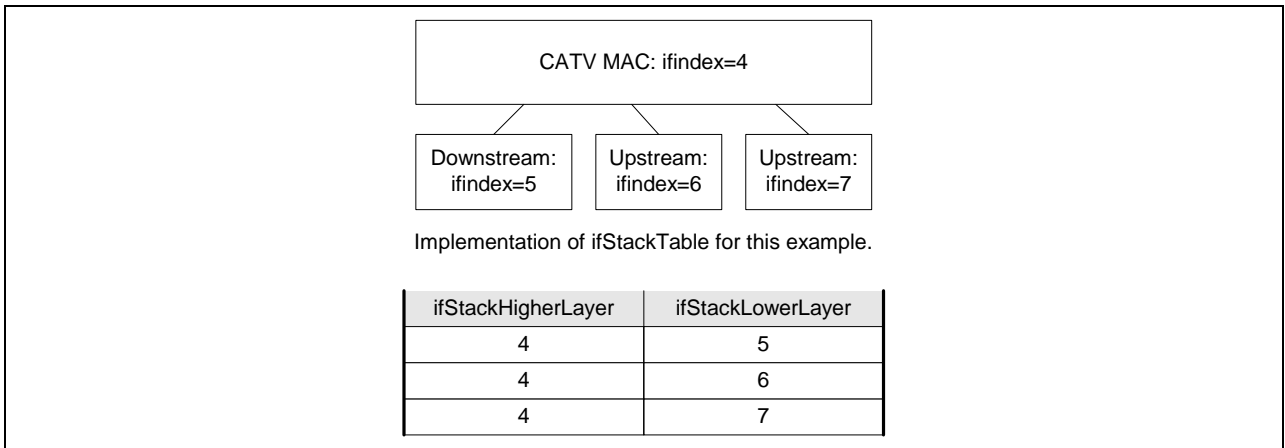 CATV MAC: ifindex=4
Downstream:
ifindex=5
Upstream:
ifindex=6
Upstream:
ifindex=7
Implementation of ifStackTable for this example.
ifStackHigherLayer ifStackLowerLayer
4 5
4 6
4 7